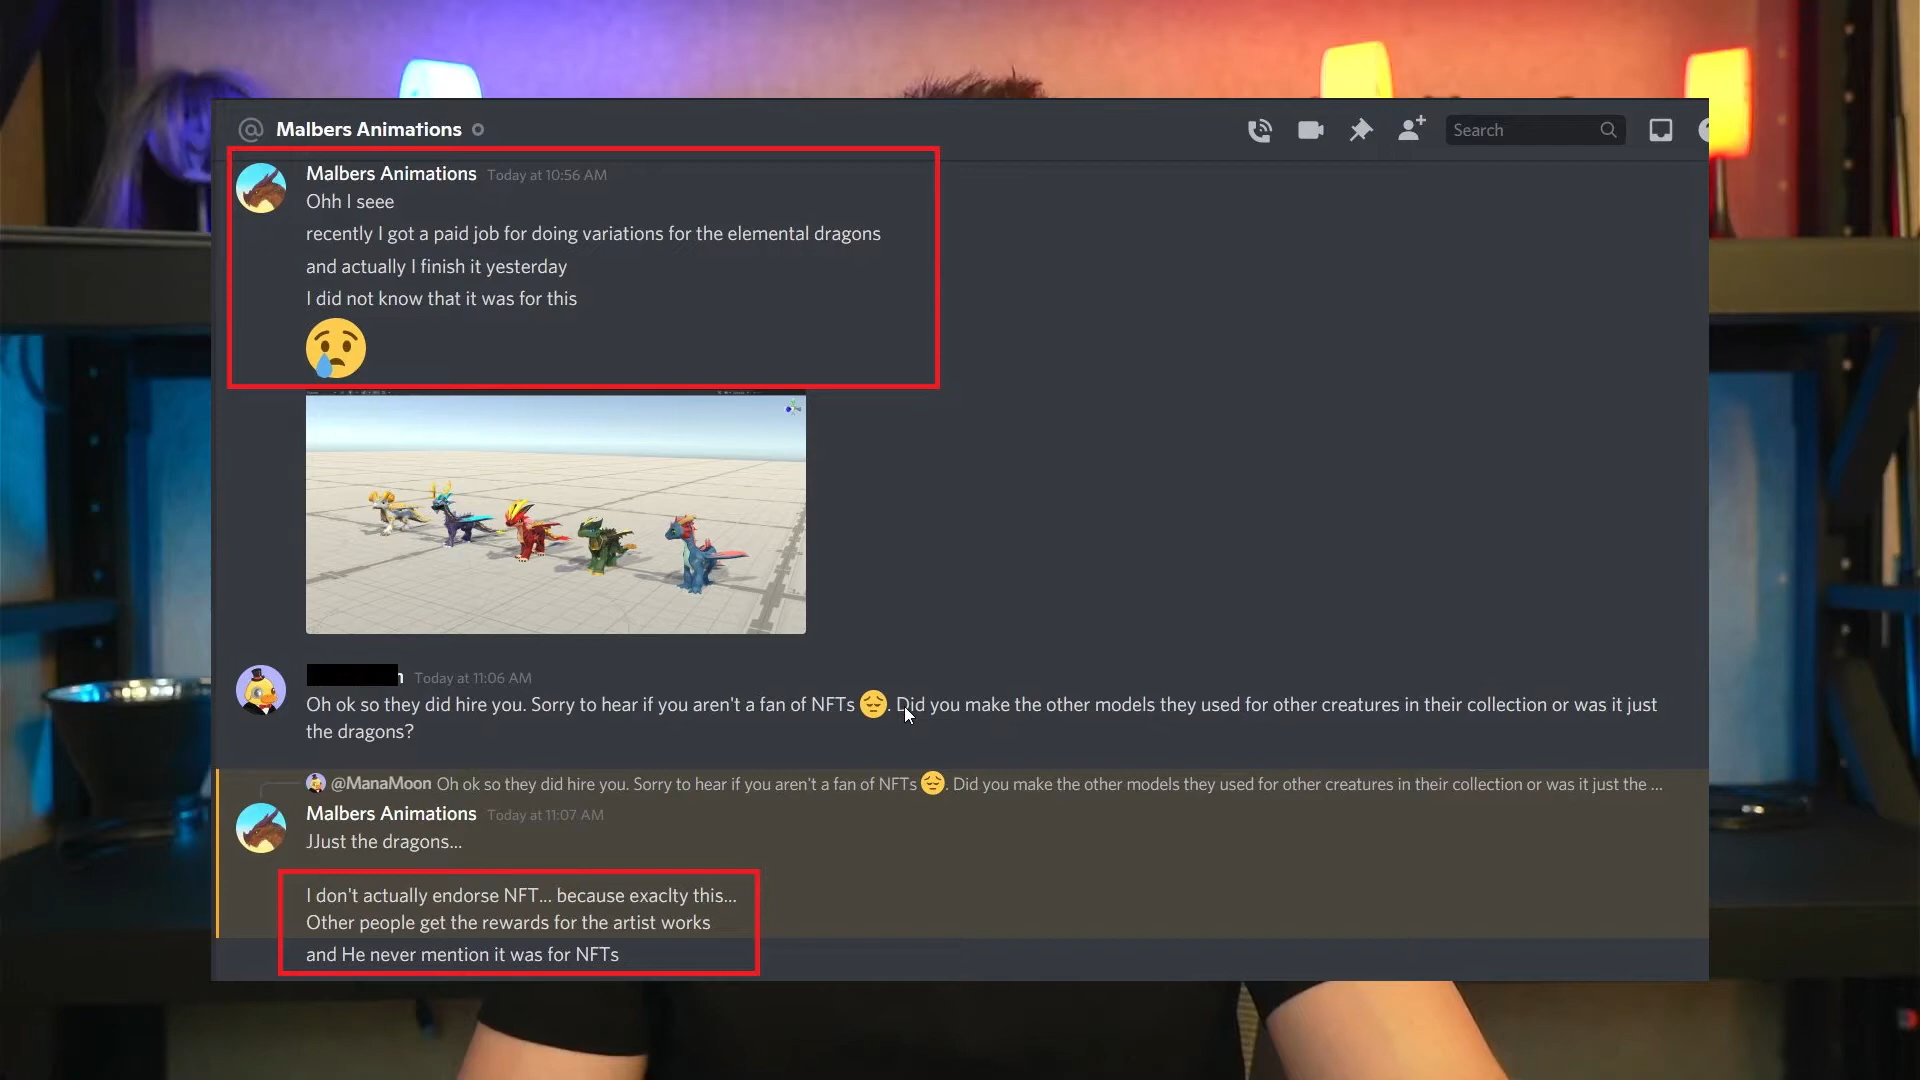 @ Malbers Animations
Search
Malbers Animations Today at 10:56 AM
Ohh I seee
recently I got a paid job for doing variations for the elemental dragons
and actually I finish it yesterday
I did not know that it was for this
Today at 11:06 AM
Oh ok so they did hire you. Sorry to hear if you aren't a fan of NFTs 😔. Did you make the other models they used for other creatures in their collection or was it just
the dragons?
@ManaMoon Oh ok so they did hire you. Sorry to hear if you aren't a fan of NFTs 😔. Did you make the other models they used for other creatures in their collection or was it just the ...
Malbers Animations Today at 11:07 AM
JJust the dragons...
I don't actually endorse NFT... because exaclty this...
Other people get the rewards for the artist works
and He never mention it was for NFTs